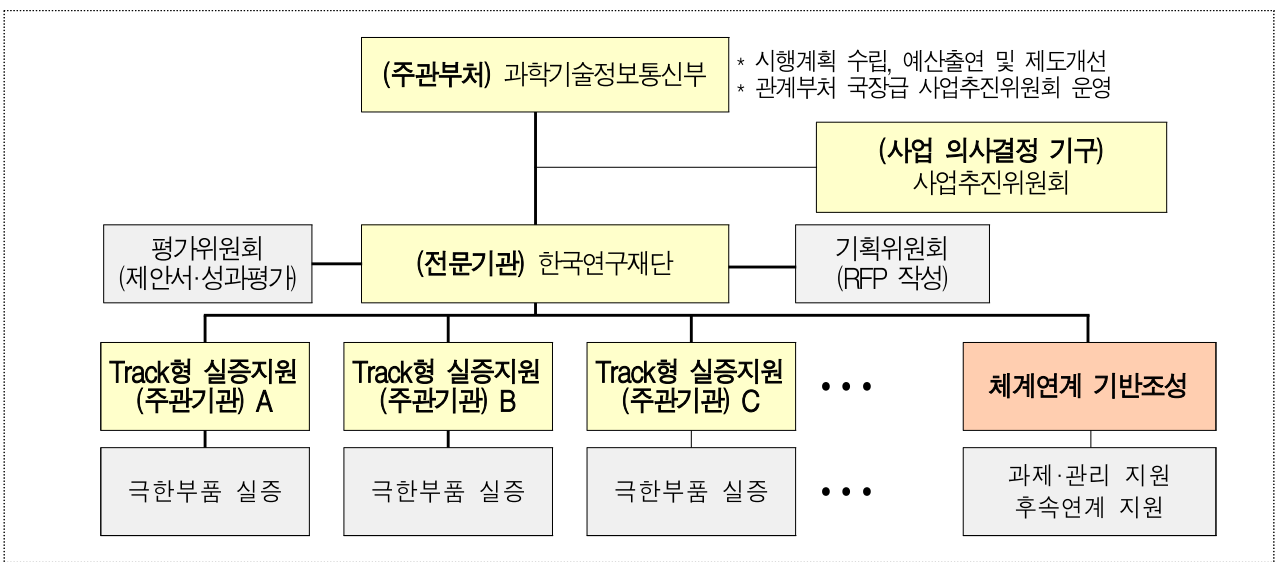 (주관부처) 과학기술정보통신부
* 시행계획 수립, 예산출연 및 제도개선
* 관계부처 국장급 사업추진위원회 운영
(사업 의사결정 기구)
사업추진위원회
평가위원회
(제안서·성과평가)
(전문기관) 한국연구재단
기획위원회
(RFP 작성)
Track형 실증지원
(주관기관) A
Track형 실증지원
(주관기관) B
Track형 실증지원
(주관기관) C
•••
체계연계 기반조성
극한부품 실증
극한부품 실증
극한부품 실증
•••
과제·관리 지원
후속연계 지원